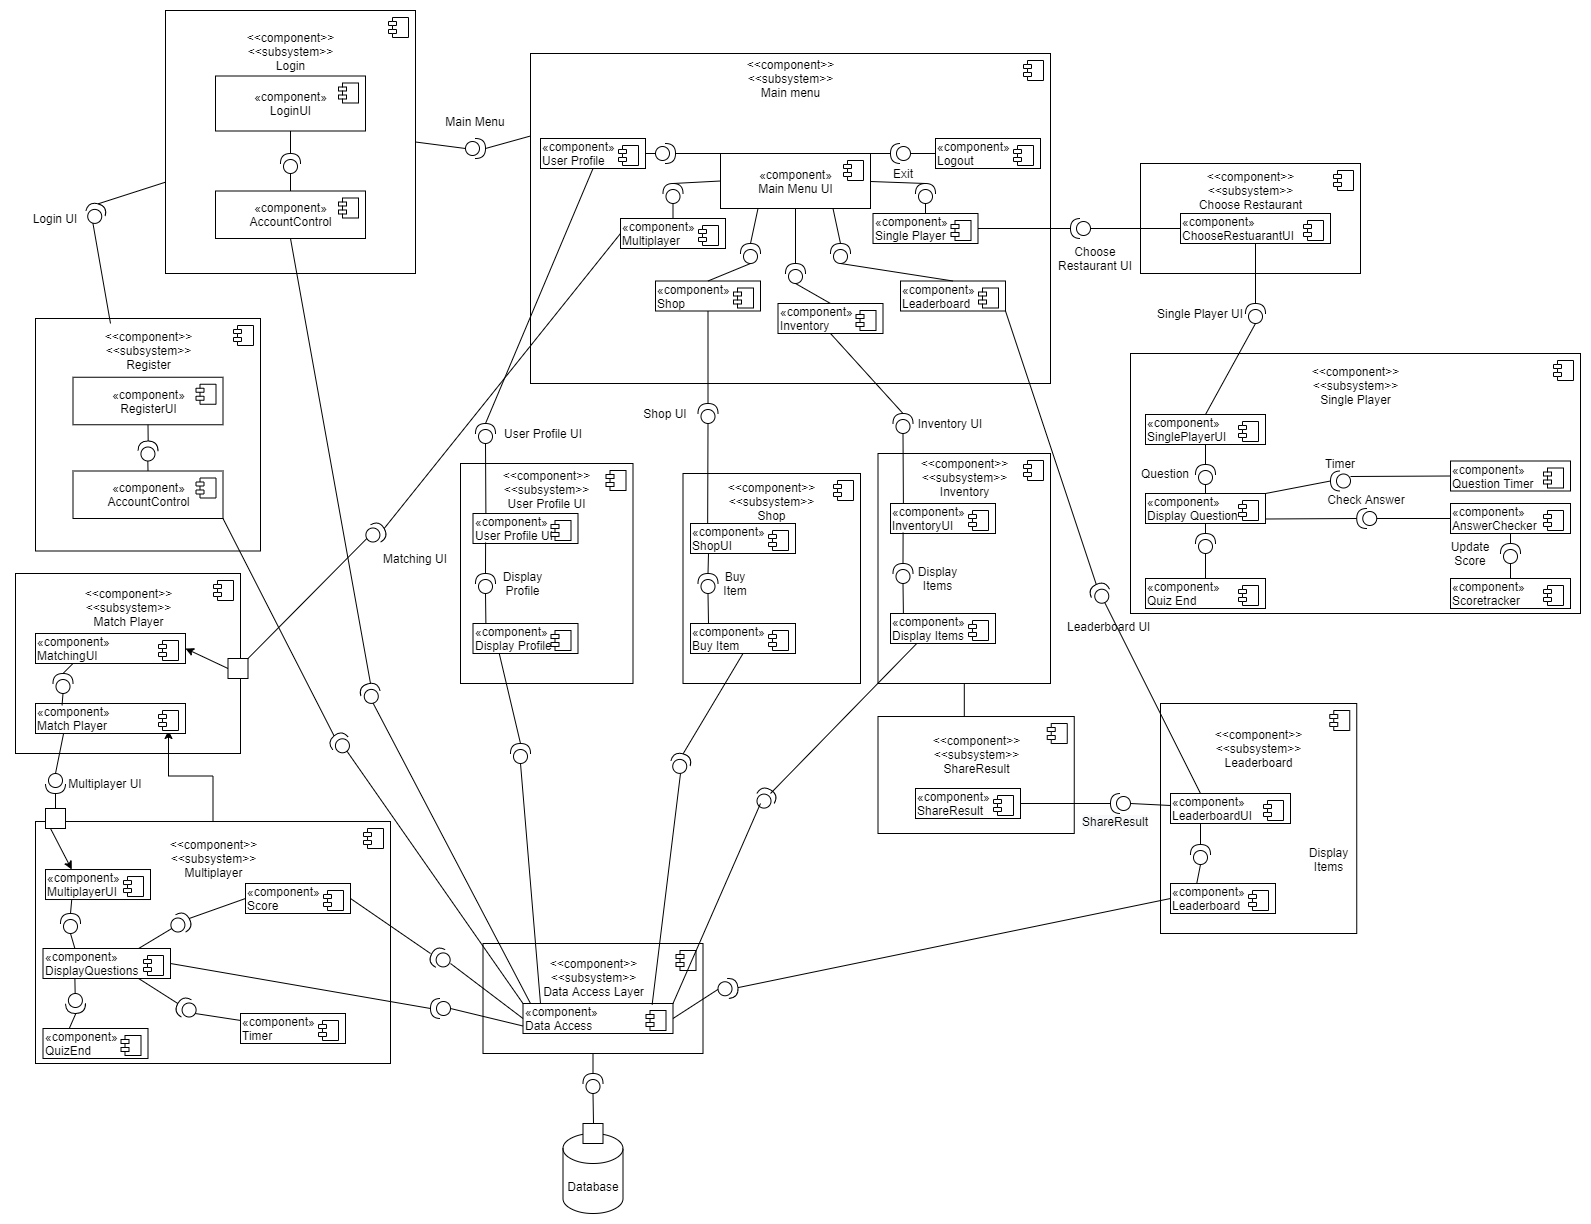 <<component>>
<<subsystem>>
Login
«component»
LoginUI
«component»
AccountControl
Main Menu
Login UI
<<component>>
<<subsystem>>
Main menu
«component»
User Profile
«component»
Main Menu UI
Exit
«component»
Logout
«component»
Multiplayer
«component»
Single Player
«component»
Shop
«component»
Inventory
«component»
Leaderboard
Choose
Restaurant UI
<<component>>
<<subsystem>>
Choose Restaurant
«component»
ChooseRestuarantUI
Single Player UI
<<component>>
<<subsystem>>
Register
«component»
RegisterUI
«component»
AccountControl
<<component>>
<<subsystem>>
Single Player
«component»
SinglePlayerUI
Question
«component»
Display Question
Timer
«component»
Question Timer
Check Answer
«component»
AnswerChecker
Update
Score
«component»
Quiz End
«component»
Scoretracker
Shop UI
User Profile UI
Inventory UI
Matching UI
<<component>>
<<subsystem>>
User Profile UI
«component»
User Profile UI
Display
Profile
«component»
Display Profile
<<component>>
<<subsystem>>
Shop
«component»
ShopUI
Buy
Item
«component»
Buy Item
<<component>>
<<subsystem>>
Inventory
«component»
InventoryUI
Display
Items
«component»
Display Items
Leaderboard UI
<<component>>
<<subsystem>>
Match Player
«component»
MatchingUI
«component»
Match Player
Multiplayer UI
<<component>>
<<subsystem>>
ShareResult
«component»
ShareResult
ShareResult
<<component>>
<<subsystem>>
Leaderboard
«component»
LeaderboardUI
Display
Items
«component»
Leaderboard
<<component>>
<<subsystem>>
Multiplayer
«component»
MultiplayerUI
«component»
Score
«component»
DisplayQuestions
«component»
QuizEnd
«component»
Timer
<<component>>
<<subsystem>>
Data Access Layer
«component»
Data Access
Database